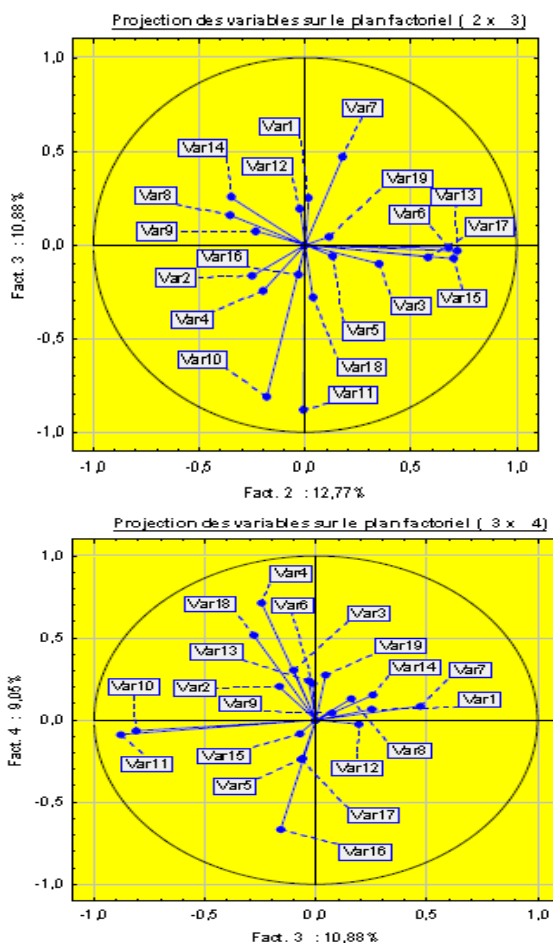 Projection des variables sur le plan factoriel ( 2 x 3)
1,0
Var1
Var7
Var14
Var12
0,5
Var19
Var13
Var8
Var6
Var17
Var9
0,0
Var16
Var2
Var4
Var3
Var15
Var5
-0,5
Var10
Var18
Var11
-1,0
Fact. 3 : 10,88%
-1,0 -0,5 0,0 0,5 1,0
Fact. 2 : 12,77%
Projection des variables sur le plan factoriel ( 3 x 4)
1,0
Var4
Var18
Var6
Var3
0,5
Var13
Var19
Var14
Var7
Var2
Var10
Var9
Var1
0,0
Var11
Var15
Var8
Var12
Var5
Var17
-0,5
Var16
-1,0
Fact. 4 : 9,05%
-1,0 -0,5 0,0 0,5 1,0
Fact. 3 : 10,88%